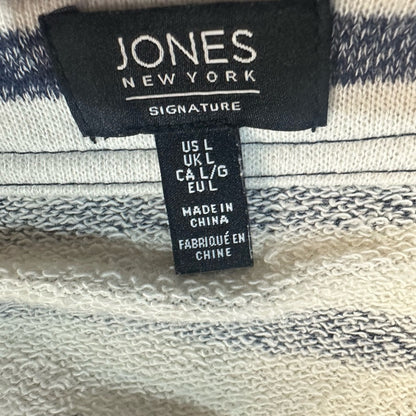 JONES
NEW YORK
SIGNATURE
US L
UK L
CA L/G
EU L
MADE IN
CHINA
FABRIQUÉ EN
CHINE